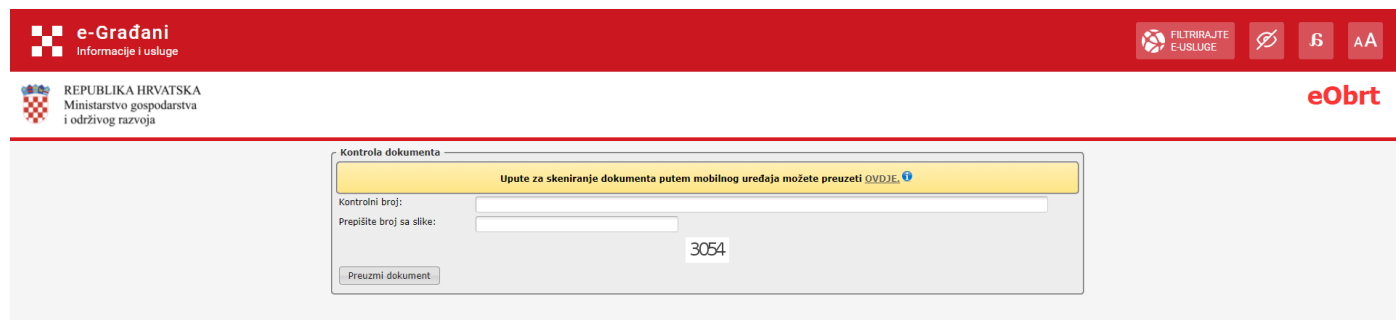 e-Građani
Informacije i usluge
FILTRIRAJTE
E-USLUGE
AA
REPUBLIKA HRVATSKA
Ministarstvo gospodarstva
i održivog razvoja
eObrt
Kontrola dokumenta
Upute za skeniranje dokumenta putem mobilnog uređaja možete preuzeti OVDJE.
Kontrolni broj:
Prepišite broj sa slike:
3054
Preuzmi dokument